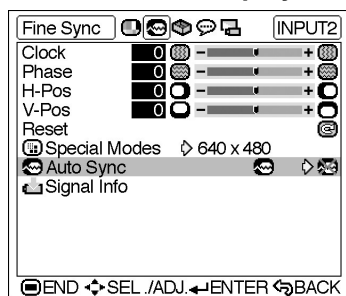 Fine Sync INPUT2
Clock 0 - +
Phase 0 - +
H-Pos 0 - +
V-Pos 0 - +
Reset
Special Modes 640 x 480
Auto Sync
Signal Info
END SEL./ADJ. ENTER BACK